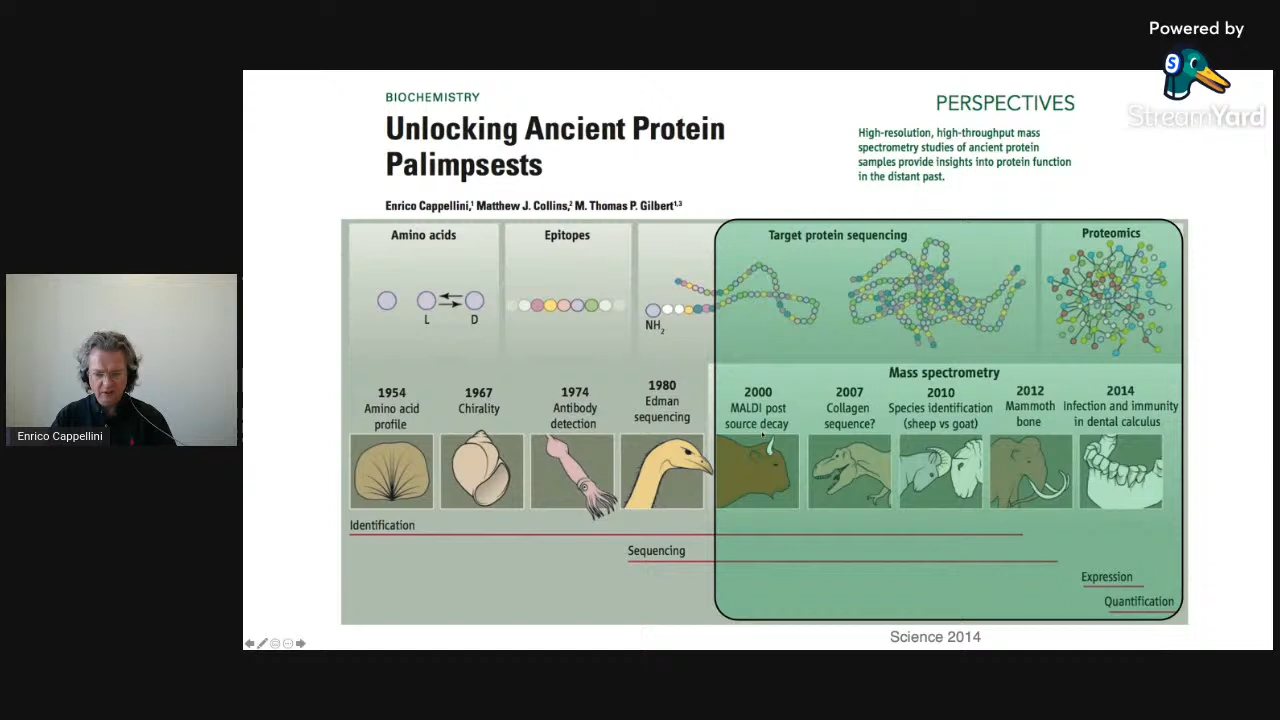 Powered by
S
StreamYard
BIOCHEMISTRY
PERSPECTIVES
Unlocking Ancient Protein
Palimpsests
High-resolution, high-throughput mass
spectrometry studies of ancient protein
samples provide insights into protein function
in the distant past.
Enrico Cappellini,¹ Matthew J. Collins,² M. Thomas P. Gilbert¹,³
Amino acids
Epitopes
Target protein sequencing
Proteomics
L D
NH₂
Mass spectrometry
1954
Amino acid
profile
1967
Chirality
1974
Antibody
detection
1980
Edman
sequencing
2000
MALDI post
source decay
2007
Collagen
sequence?
2010
Species identification
(sheep vs goat)
2012
Mammoth
bone
2014
Infection and immunity
in dental calculus
Identification
Sequencing
Expression
Quantification
Science 2014
Enrico Cappellini